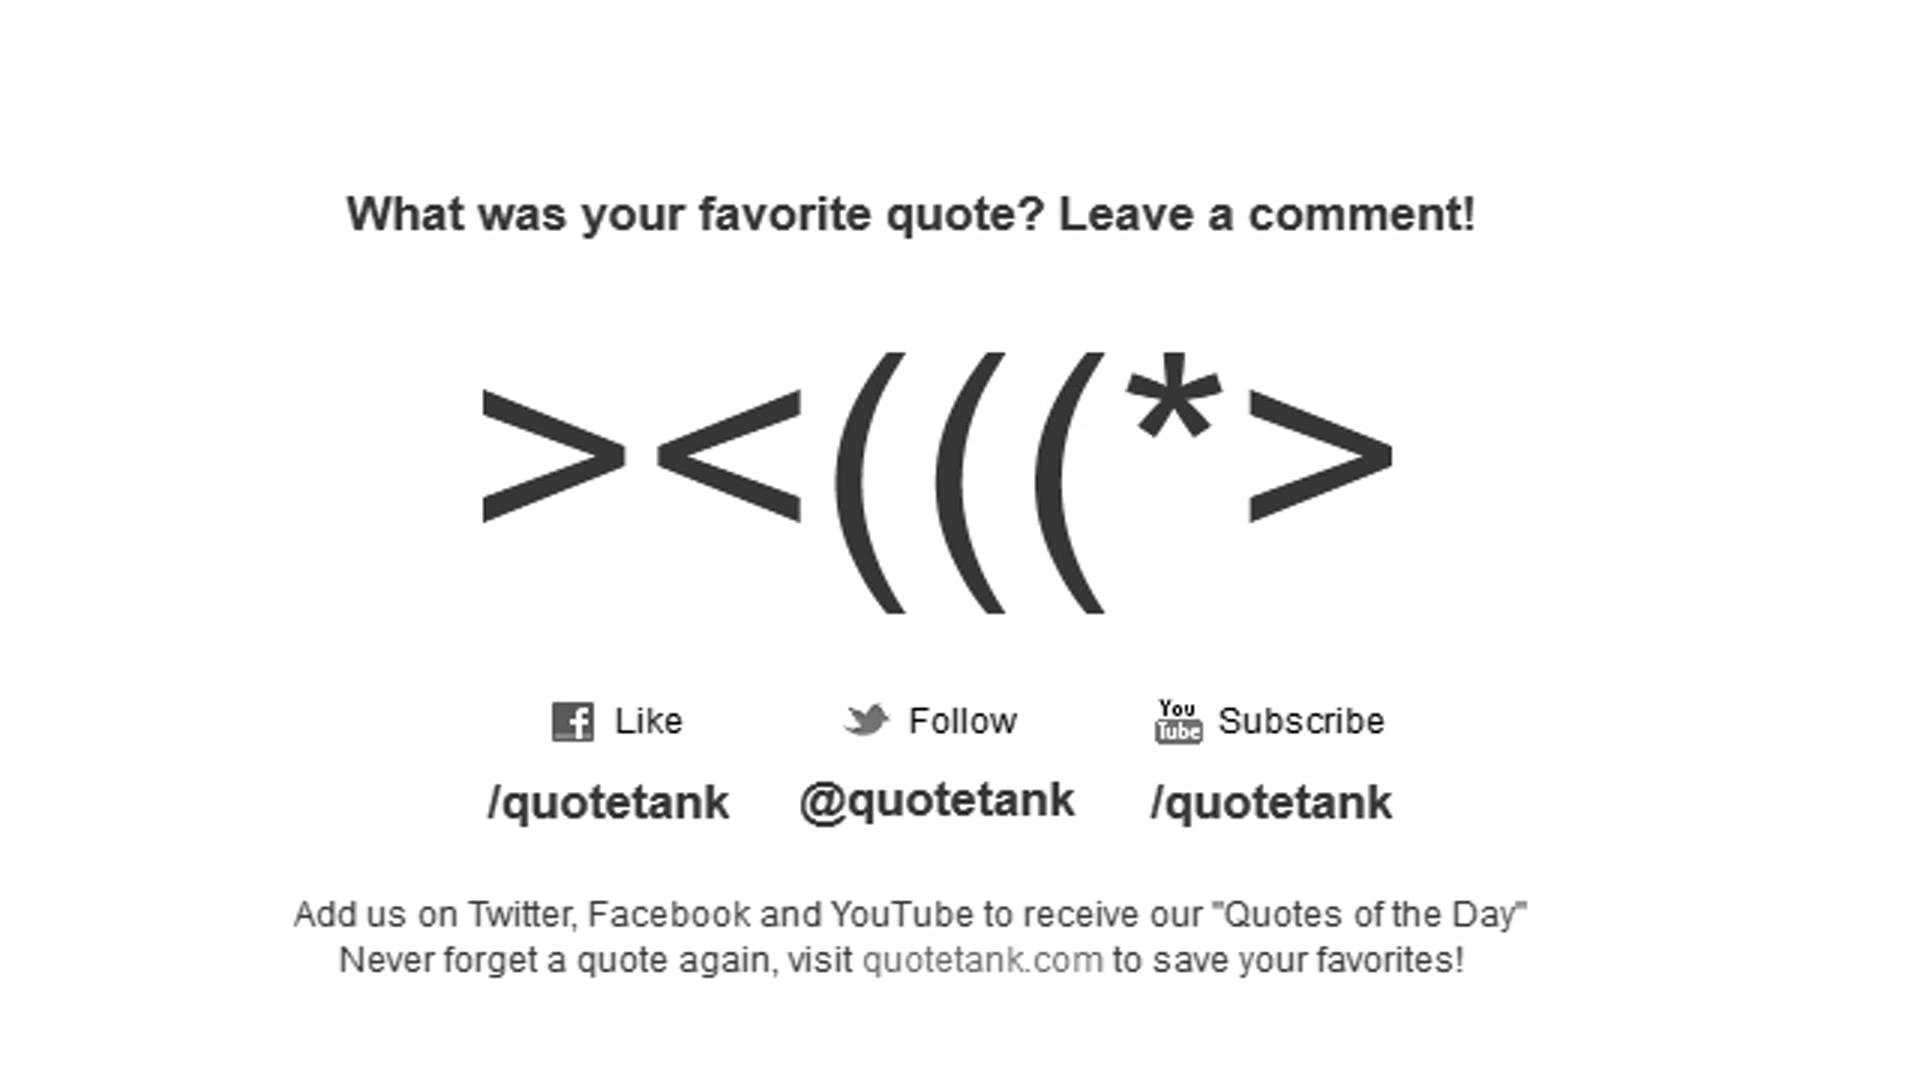 What was your favorite quote? Leave a comment!
><(((*>
f Like Follow You Tube Subscribe
/quotetank @quotetank /quotetank
Add us on Twitter, Facebook and YouTube to receive our "Quotes of the Day"
Never forget a quote again, visit quotetank.com to save your favorites!